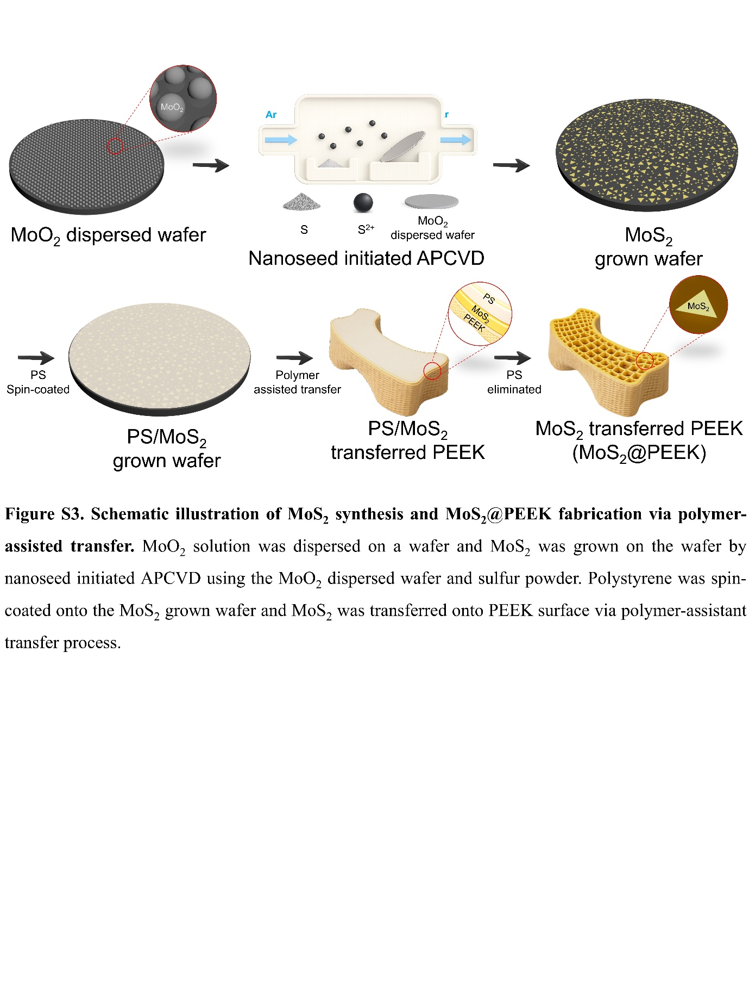 MoO₂
Ar
r
MoO₂ dispersed wafer
S
S²⁺
MoO₂
dispersed wafer
Nanoseed initiated APCVD
MoS₂
grown wafer
PS
Spin-coated
PS/MoS₂
grown wafer
Polymer
assisted transfer
PS
MoS₂
PEEK
PS/MoS₂
transferred PEEK
PS
eliminated
MoS₂
MoS₂ transferred PEEK
(MoS₂@PEEK)
Figure S3. Schematic illustration of MoS₂ synthesis and MoS₂@PEEK fabrication via polymer-
assisted transfer. MoO₂ solution was dispersed on a wafer and MoS₂ was grown on the wafer by
nanoseed initiated APCVD using the MoO₂ dispersed wafer and sulfur powder. Polystyrene was spin-
coated onto the MoS₂ grown wafer and MoS₂ was transferred onto PEEK surface via polymer-assistant
transfer process.